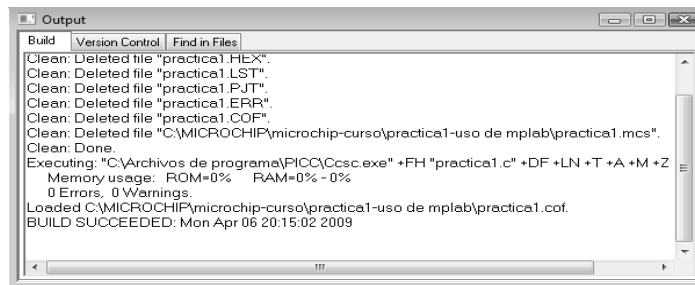 Output
Build Version Control Find in Files
Clean: Deleted file "practica1.HEX".
Clean: Deleted file "practica1.LST".
Clean: Deleted file "practica1.PJT".
Clean: Deleted file "practica1.ERR".
Clean: Deleted file "practica1.COF".
Clean: Deleted file "C:\MICROCHIP\microchip-curso\practica1-uso de mplab\practica1.mcs".
Clean: Done.
Executing: "C:\Archivos de programa\PICC\Ccsc.exe" +FH "practica1.c" +DF +LN +T +A +M +Z
Memory usage: ROM=0% RAM=0% - 0%
0 Errors, 0 Warnings.
Loaded C:\MICROCHIP\microchip-curso\practica1-uso de mplab\practica1.cof.
BUILD SUCCEEDED: Mon Apr 06 20:15:02 2009